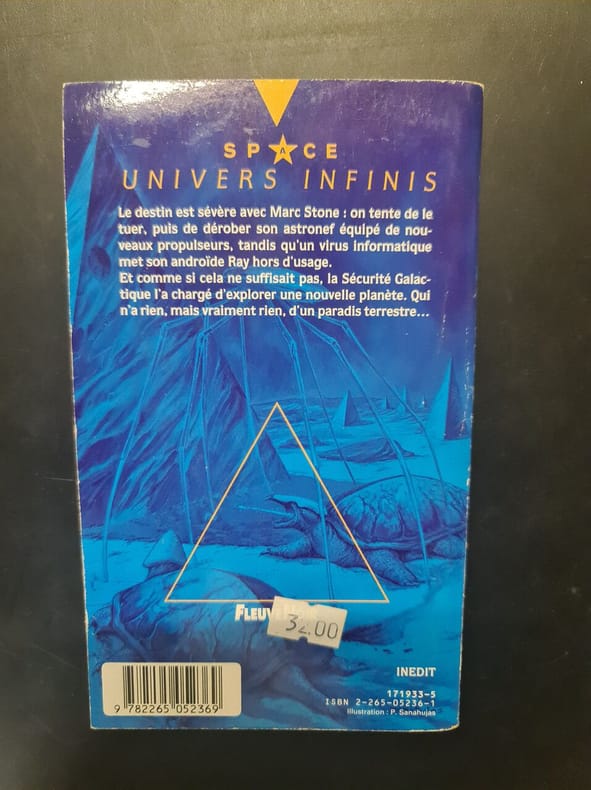 SPACE
UNIVERS INFINIS
Le destin est sévère avec Marc Stone : on tente de le
tuer, puis de dérober son astronef équipé de nou-
veaux propulseurs, tandis qu'un virus informatique
met son androïde Ray hors d'usage.
Et comme si cela ne suffisait pas, la Sécurité Galac-
tique l'a chargé d'explorer une nouvelle planète. Qui
n'a rien, mais vraiment rien, d'un paradis terrestre...
FLEUVE
32.00
INEDIT
171933-5
ISBN 2-265-05236-1
Illustration : P. Sanahujas
9 782265 052369